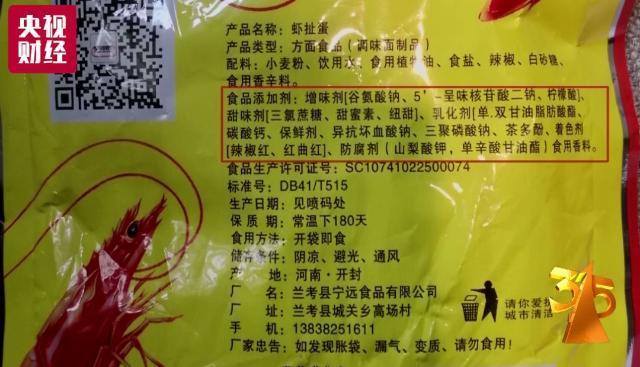 央视
财经
产品名称：虾扯蛋
产品类型：方面食品（调味面制品）
配料：小麦粉、饮用水、食用植物油、食盐、辣椒、白砂糖、
食用香辛料。
食品添加剂：增味剂[谷氨酸钠、5’-呈味核苷酸二钠、柠檬酸]
甜味剂[三氯蔗糖、甜蜜素、纽甜]、乳化剂[单.双甘油脂肪酸酯、
碳酸钙、保鲜剂、异抗坏血酸钠、三聚磷酸钠、茶多酚、着色剂
[辣椒红、红曲红]、防腐剂（山梨酸钾，单辛酸甘油酯）食用香料。
食品生产许可证号：SC10741022500074
标准号：DB41/T515
生产日期：见喷码处
保 质 期：常温下180天
食用方法：开袋即食
储存条件：阴凉、避光、通风
产 地：河南·开封
厂 名：兰考县宁远食品有限公司
厂 址：兰考县城关乡高场村
手 机：13838251611
厂家忠告：如发现胀袋、漏气、变质、请勿食用！
请你爱护
城市清洁
315